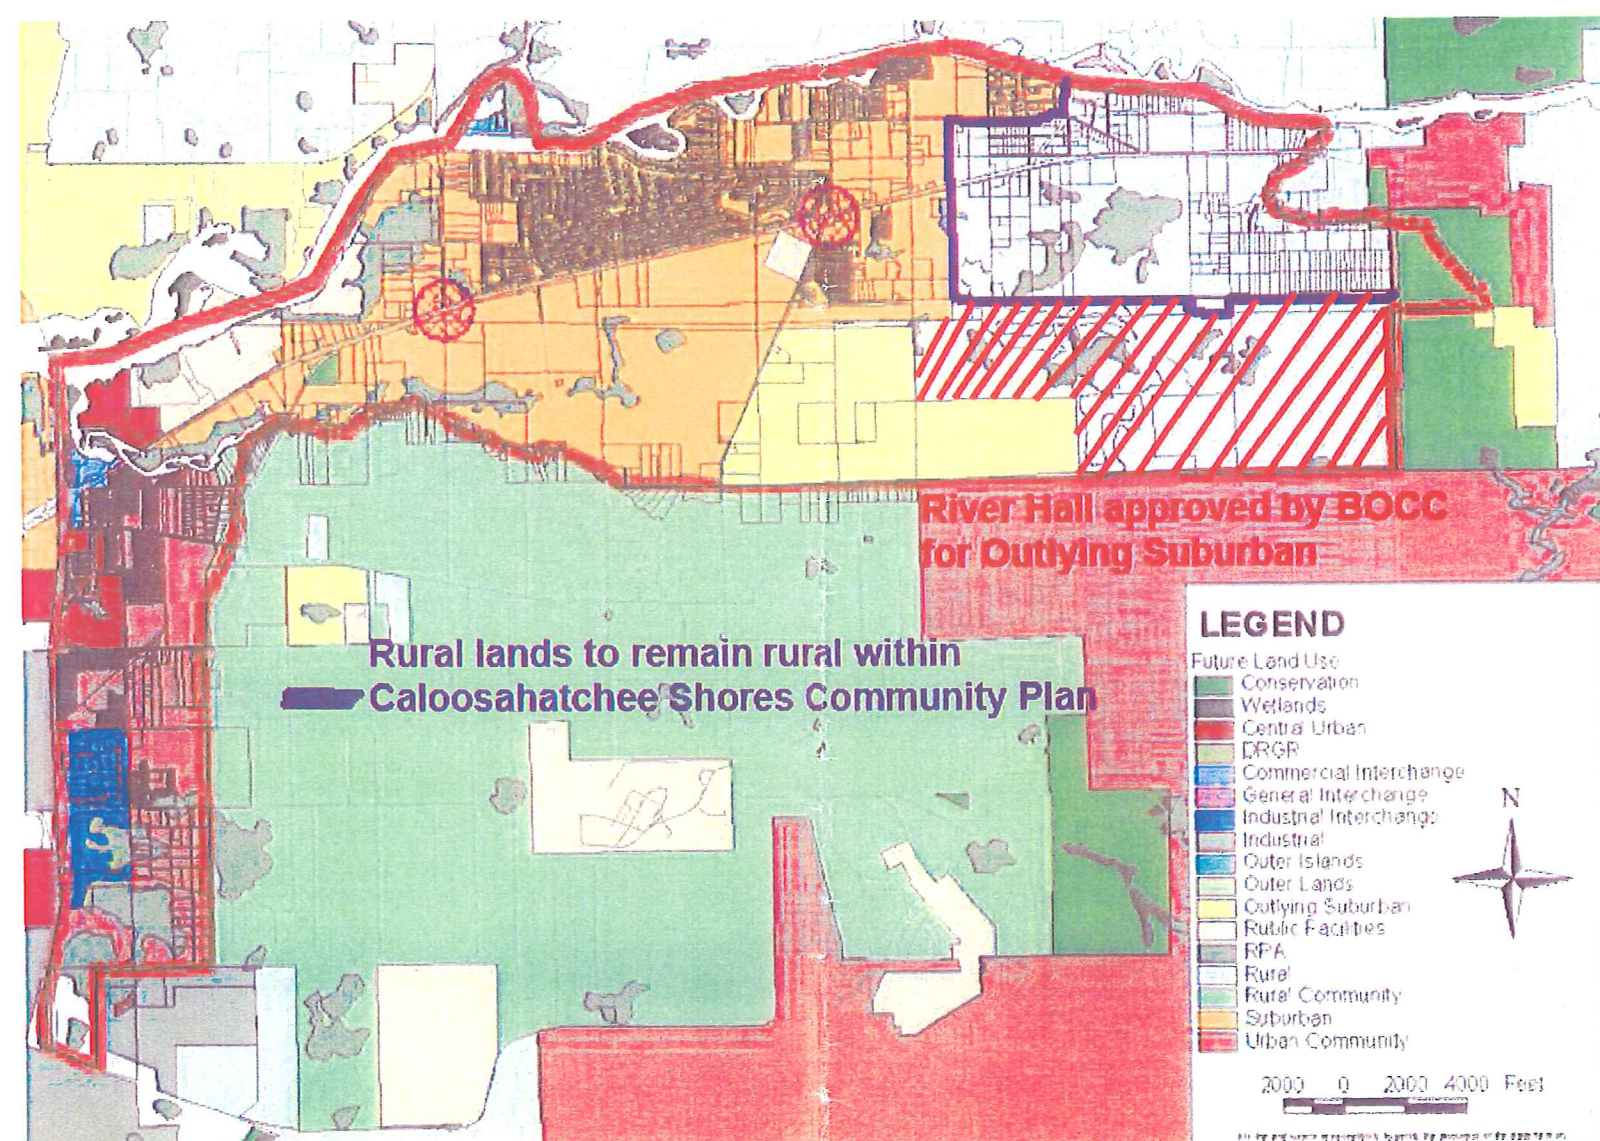 River Hall approved by BOCC
for Outlying Suburban
Rural lands to remain rural within
Caloosahatchee Shores Community Plan
LEGEND
Future Land Use
Conservation
Wetlands
Central Urban
DRGR
Commercial Interchange
General Interchange
Industrial Interchange
Industrial
Outer Islands
Outer Lands
Outlying Suburban
Public Facilities
RPA
Rural
Rural Community
Suburban
Urban Community
N
2000 0 2000 4000 Feet